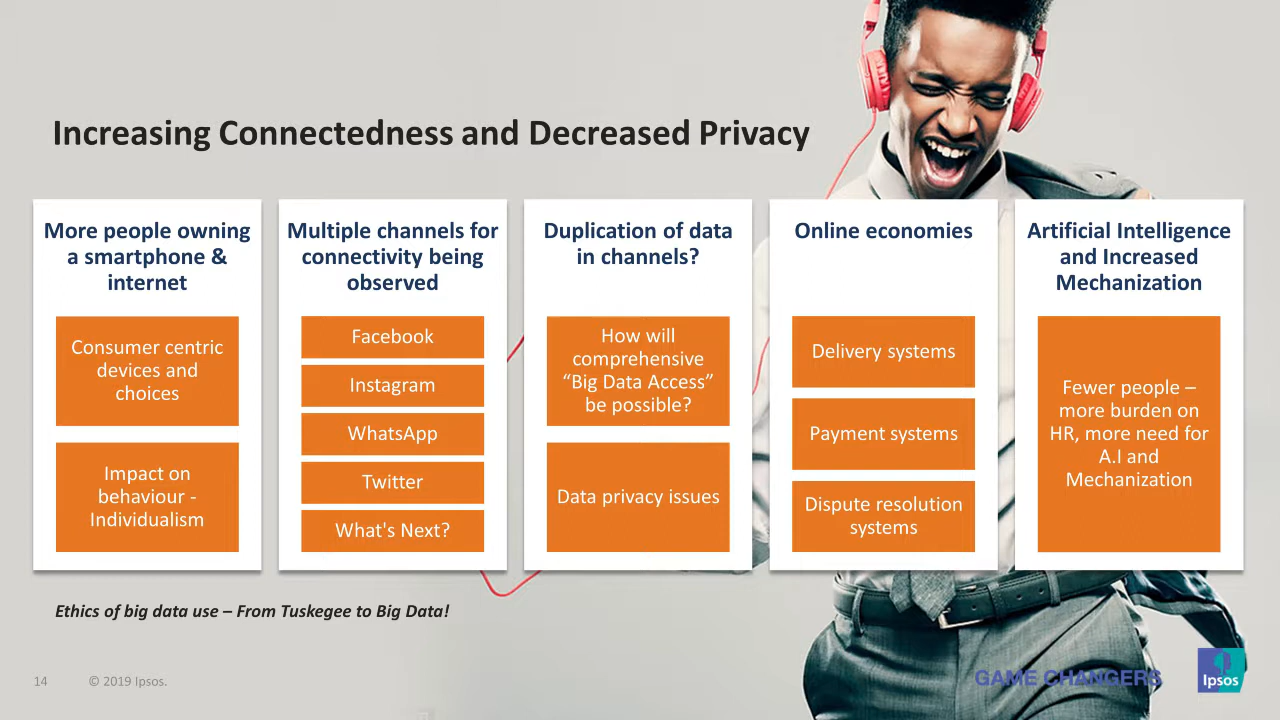 Increasing Connectedness and Decreased Privacy
More people owning
a smartphone &
internet
Consumer centric
devices and
choices
Impact on
behaviour -
Individualism
Multiple channels for
connectivity being
observed
Facebook
Instagram
WhatsApp
Twitter
What's Next?
Duplication of data
in channels?
How will
comprehensive
“Big Data Access”
be possible?
Data privacy issues
Online economies
Delivery systems
Payment systems
Dispute resolution
systems
Artificial Intelligence
and Increased
Mechanization
Fewer people –
more burden on
HR, more need for
A.I and
Mechanization
Ethics of big data use – From Tuskegee to Big Data!
14
© 2019 Ipsos.
GAME CHANGERS
Ipsos